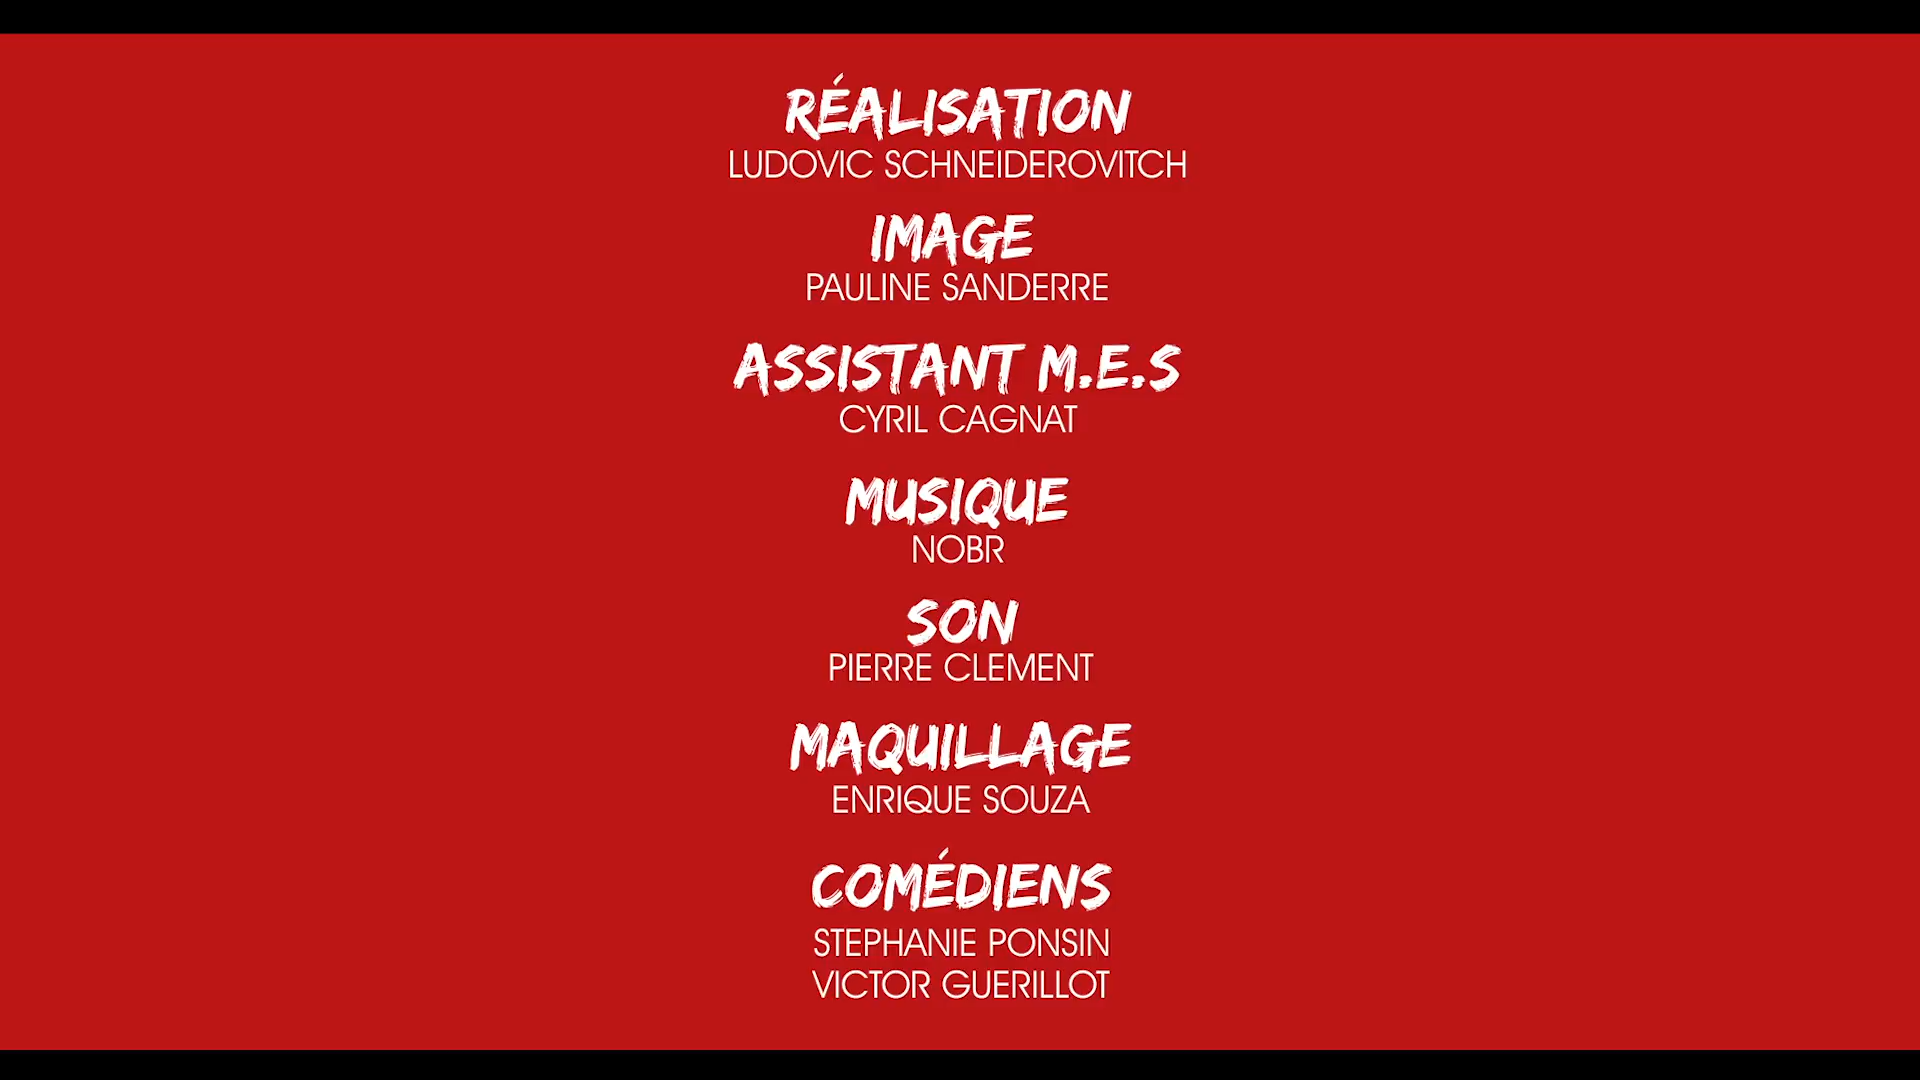 RÉALISATION
LUDOVIC SCHNEIDEROVITCH
IMAGE
PAULINE SANDERRE
ASSISTANT M.E.S
CYRIL CAGNAT
MUSIQUE
NOBR
SON
PIERRE CLEMENT
MAQUILLAGE
ENRIQUE SOUZA
COMÉDIENS
STEPHANIE PONSIN
VICTOR GUERILLOT